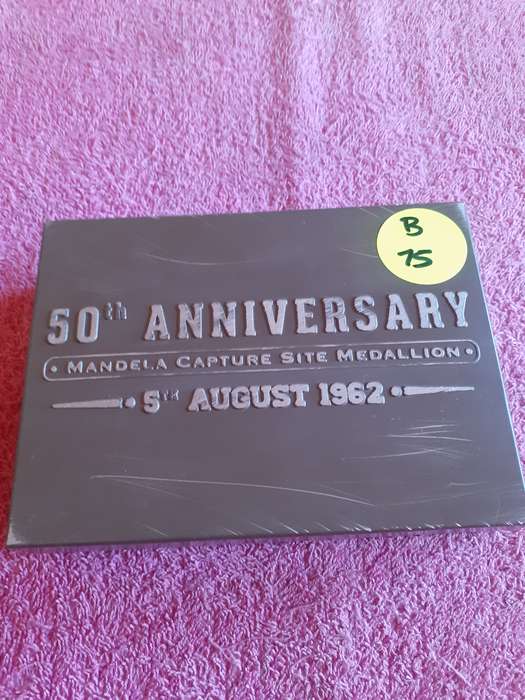 B
75
50th ANNIVERSARY
• MANDELA CAPTURE SITE MEDALLION •
5TH AUGUST 1962